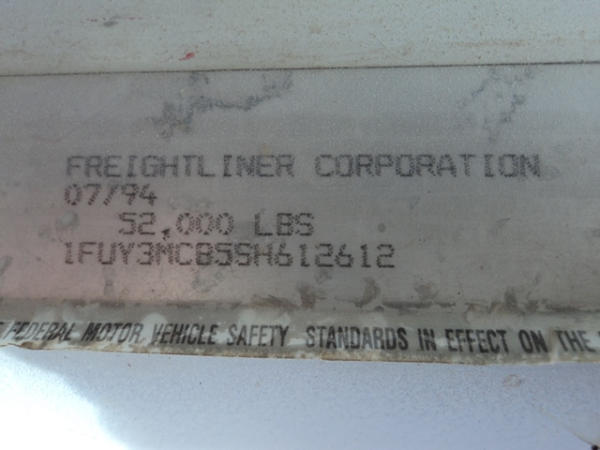 FREIGHTLINER CORPORATION
07/94
52,000 LBS
1FUY3MCB5SH612612
FEDERAL MOTOR VEHICLE SAFETY STANDARDS IN EFFECT ON THE